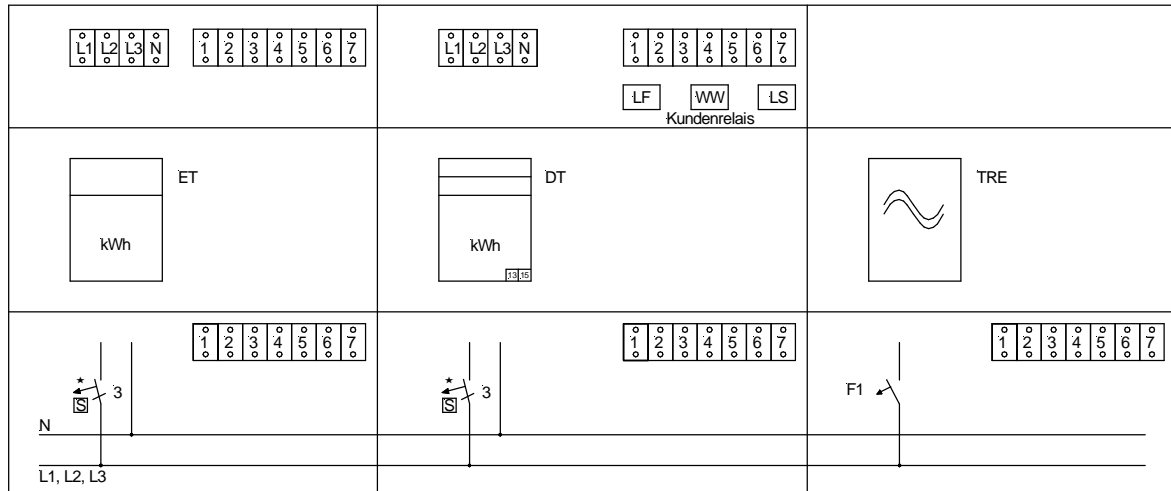 L1 L2 L3 N 1 2 3 4 5 6 7 L1 L2 L3 N 1 2 3 4 5 6 7
LF WW LS
Kundenrelais
ET DT TRE
kWh kWh
13 15
1 2 3 4 5 6 7 1 2 3 4 5 6 7 1 2 3 4 5 6 7
* * 
3 3 F1
S S
N
L1, L2, L3